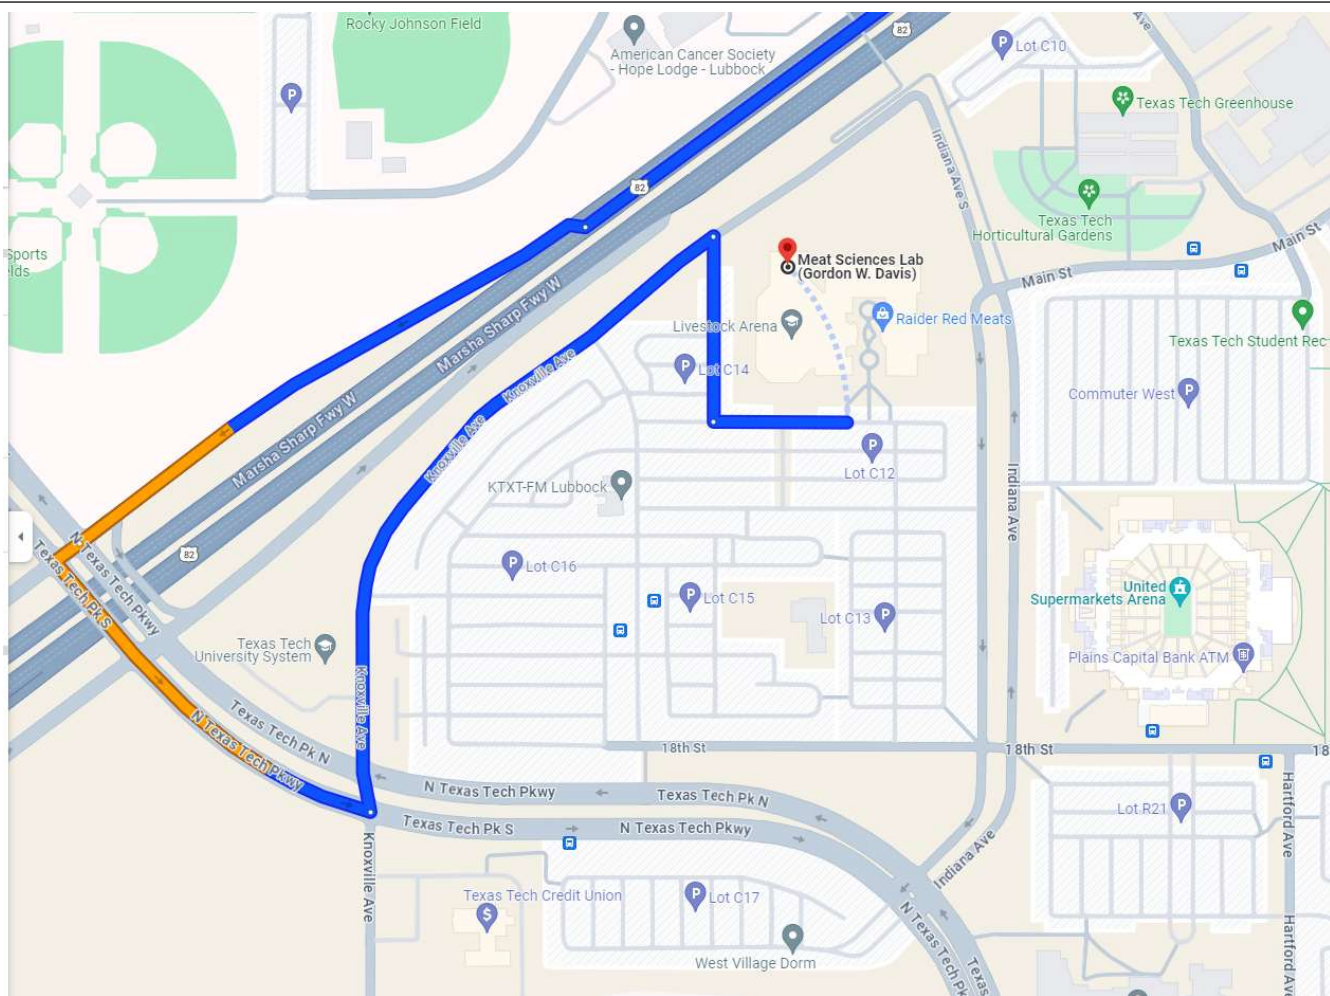 Rocky Johnson Field
82
Ave
American Cancer Society
- Hope Lodge - Lubbock
P
Lot C10
P
Texas Tech Greenhouse
82
Indiana Ave S
Texas Tech
Horticultural Gardens
Main St
Sports
lds
Meat Sciences Lab
(Gordon W. Davis)
Main St
Marsha Sharp Fwy W
Livestock Arena
Raider Red Meats
Texas Tech Student Rec
Knoxville Ave
P
Lot C14
Marsha Sharp Fwy W
Commuter West
P
Knoxville Ave
P
Lot C12
KTXT-FM Lubbock
Indiana Ave
82
N Texas Tech Pkwy
Texas Tech Pk S
P
Lot C16
P
Lot C15
P
Lot C13
United
Supermarkets Arena
Texas Tech
University System
Plains Capital Bank ATM
Knoxville Ave
N Texas Tech Pkwy
Texas Tech Pk N
18th St
18th St
18
N Texas Tech Pkwy
Texas Tech Pk N
Hartford Ave
Lot R21
P
Texas Tech Pk S
N Texas Tech Pkwy
Knoxville Ave
Indiana Ave
Texas Tech Credit Union
$
P
Lot C17
West Village Dorm
N Texas Tech Pk
Texas
Hartford Ave